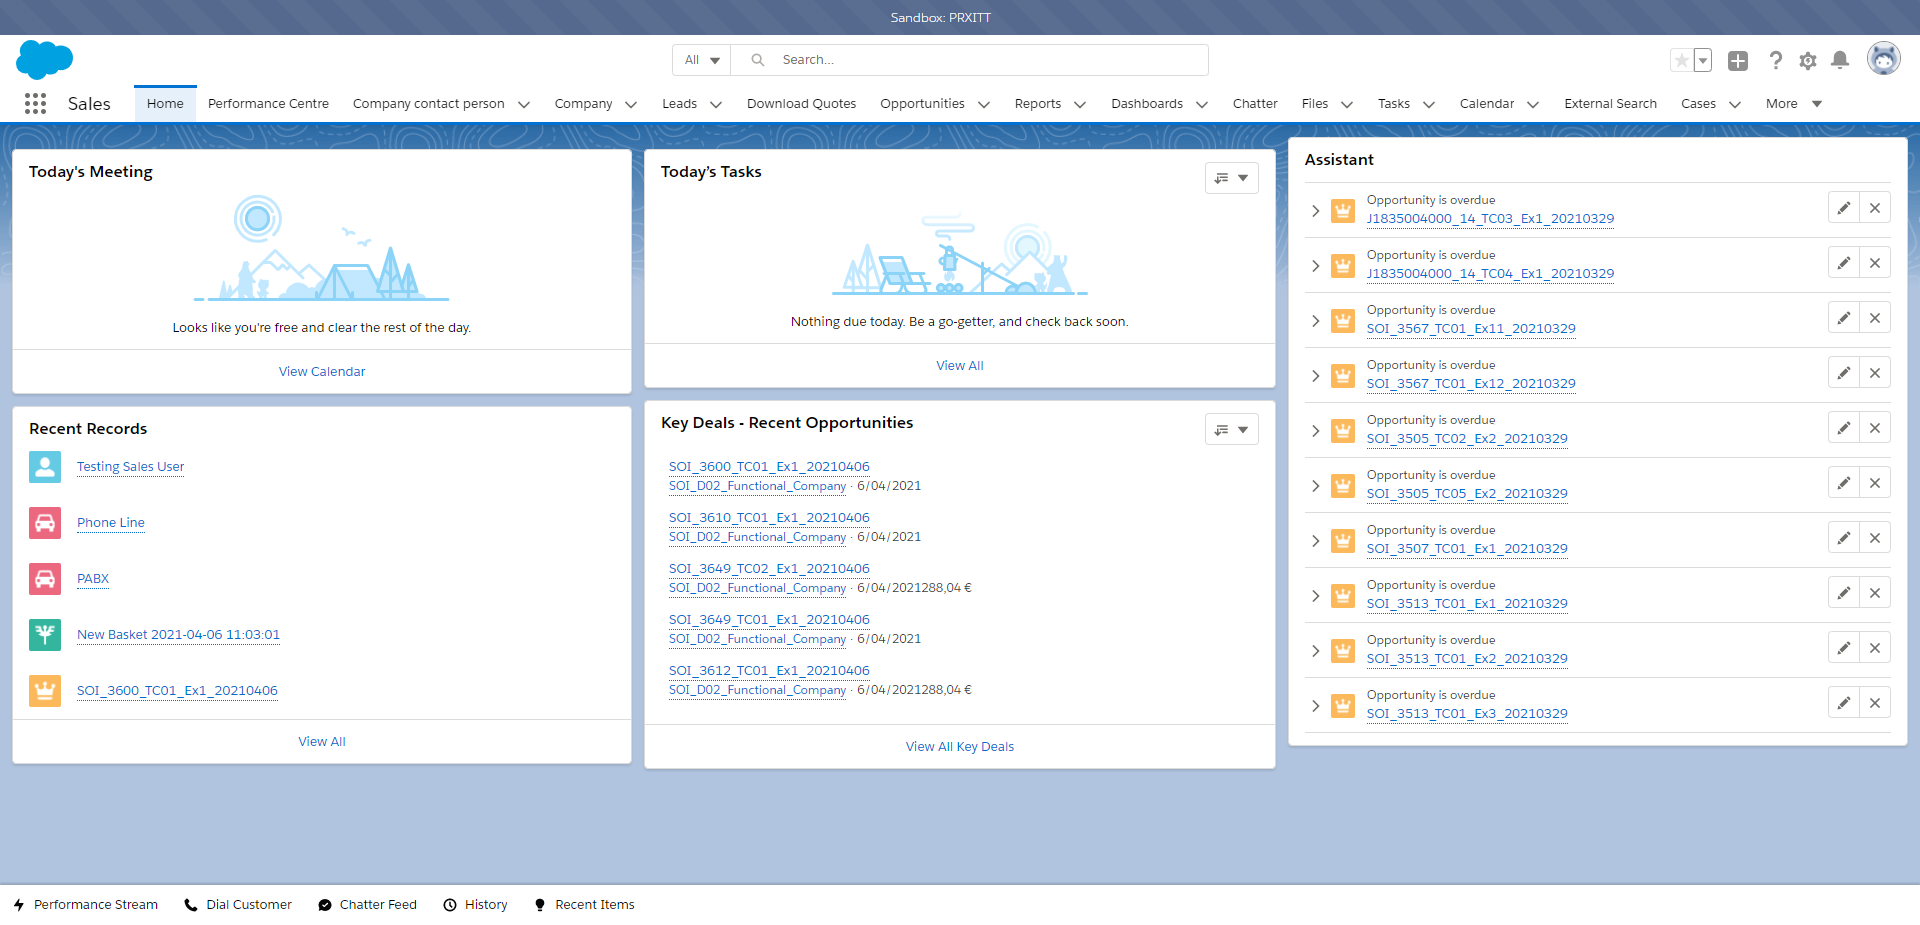 Sandbox: PRXITT
All
Search...
Sales
Home
Performance Centre
Company contact person
Company
Leads
Download Quotes
Opportunities
Reports
Dashboards
Chatter
Files
Tasks
Calendar
External Search
Cases
More
Today's Meeting
Looks like you're free and clear the rest of the day.
View Calendar
Recent Records
Testing Sales User
Phone Line
PABX
New Basket 2021-04-06 11:03:01
SOI_3600_TC01_Ex1_20210406
View All
Today's Tasks
Nothing due today. Be a go-getter, and check back soon.
View All
Key Deals - Recent Opportunities
SOI_3600_TC01_Ex1_20210406
SOI_D02_Functional_Company · 6/04/2021
SOI_3610_TC01_Ex1_20210406
SOI_D02_Functional_Company · 6/04/2021
SOI_3649_TC02_Ex1_20210406
SOI_D02_Functional_Company · 6/04/2021288,04 €
SOI_3649_TC01_Ex1_20210406
SOI_D02_Functional_Company · 6/04/2021
SOI_3612_TC01_Ex1_20210406
SOI_D02_Functional_Company · 6/04/2021288,04 €
View All Key Deals
Assistant
Opportunity is overdue
J1835004000_14_TC03_Ex1_20210329
Opportunity is overdue
J1835004000_14_TC04_Ex1_20210329
Opportunity is overdue
SOI_3567_TC01_Ex11_20210329
Opportunity is overdue
SOI_3567_TC01_Ex12_20210329
Opportunity is overdue
SOI_3505_TC02_Ex2_20210329
Opportunity is overdue
SOI_3505_TC05_Ex2_20210329
Opportunity is overdue
SOI_3507_TC01_Ex1_20210329
Opportunity is overdue
SOI_3513_TC01_Ex1_20210329
Opportunity is overdue
SOI_3513_TC01_Ex2_20210329
Opportunity is overdue
SOI_3513_TC01_Ex3_20210329
Performance Stream
Dial Customer
Chatter Feed
History
Recent Items